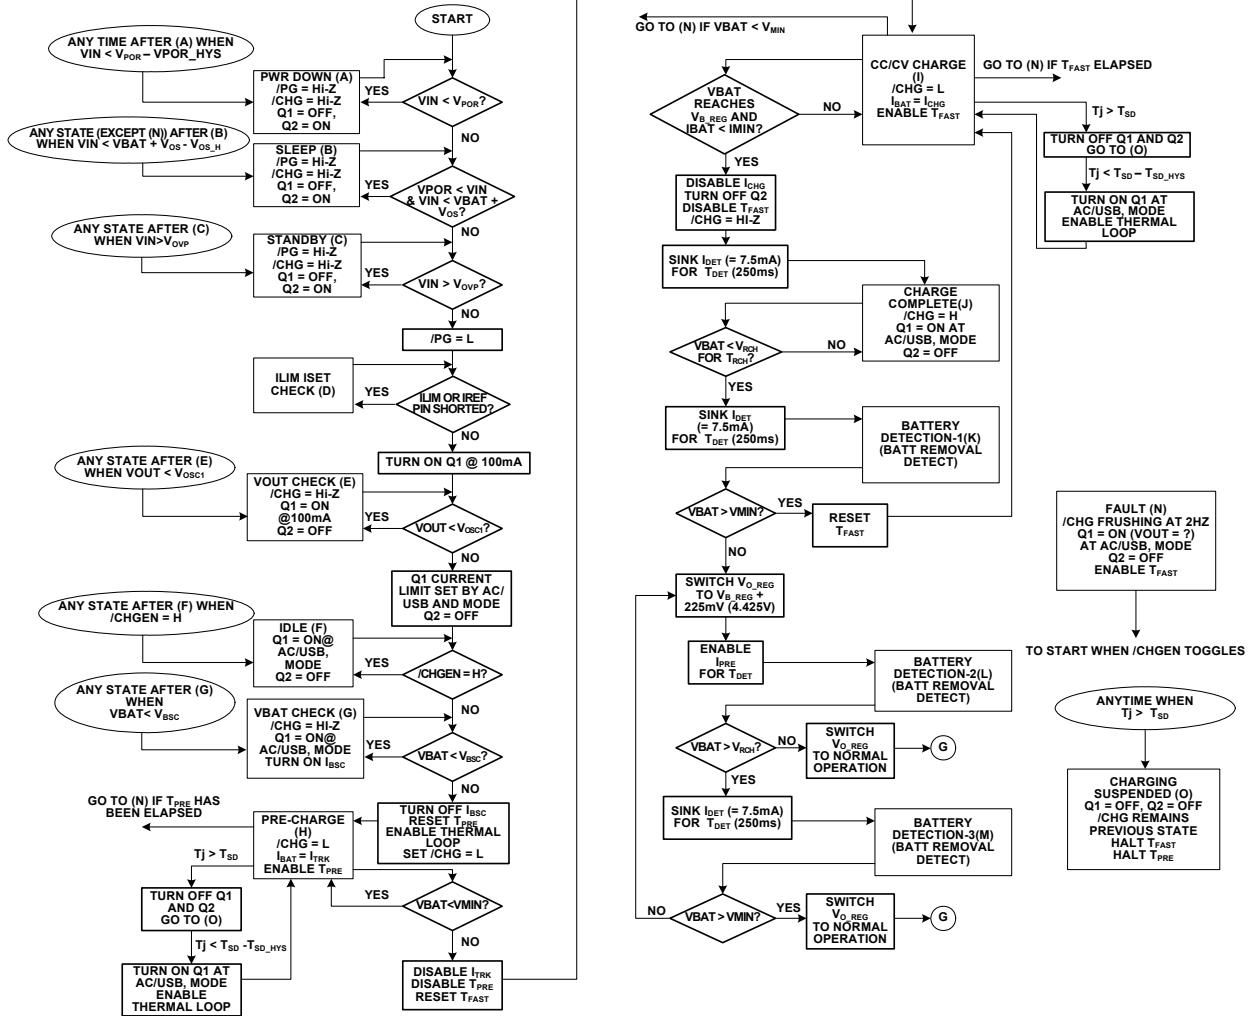 START
ANY TIME AFTER (A) WHEN
VIN < VPOR – VPOR_HYS
PWR DOWN (A)
/PG = Hi-Z
/CHG = Hi-Z
Q1 = OFF,
Q2 = ON
YES
VIN < VPOR?
NO
ANY STATE (EXCEPT (N)) AFTER (B)
WHEN VIN < VBAT + VOS - VOS_H
SLEEP (B)
/PG = Hi-Z
/CHG = Hi-Z
Q1 = OFF,
Q2 = ON
YES
VPOR < VIN
& VIN < VBAT +
VOS?
NO
ANY STATE AFTER (C)
WHEN VIN>VOVP
STANDBY (C)
/PG = Hi-Z
/CHG = Hi-Z
Q1 = OFF,
Q2 = ON
YES
VIN > VOVP?
NO
/PG = L
ILIM ISET
CHECK (D)
YES
ILIM OR IREF
PIN SHORTED?
NO
TURN ON Q1 @ 100mA
ANY STATE AFTER (E)
WHEN VOUT < VOSC1
VOUT CHECK (E)
/CHG = Hi-Z
Q1 = ON
@100mA
Q2 = OFF
YES
VOUT < VOSC1?
NO
Q1 CURRENT
LIMIT SET BY AC/
USB AND MODE
Q2 = OFF
ANY STATE AFTER (F) WHEN
/CHGEN = H
IDLE (F)
Q1 = ON@
AC/USB,
MODE
Q2 = OFF
YES
/CHGEN = H?
NO
ANY STATE AFTER (G)
WHEN
VBAT< VBSC
VBAT CHECK (G)
/CHG = HI-Z
Q1 = ON@
AC/USB, MODE
TURN ON IBSC
YES
VBAT < VBSC?
NO
TURN OFF IBSC
RESET TPRE
ENABLE THERMAL
LOOP
SET /CHG = L
GO TO (N) IF TPRE HAS
BEEN ELAPSED
PRE-CHARGE
(H)
/CHG = L
IBAT = ITRK
ENABLE TPRE
Tj > TSD
TURN OFF Q1
AND Q2
GO TO (O)
Tj < TSD -TSD_HYS
TURN ON Q1 AT
AC/USB, MODE
ENABLE
THERMAL LOOP
YES
VBAT<VMIN?
NO
DISABLE ITRK
DISABLE TPRE
RESET TFAST
GO TO (N) IF VBAT < VMIN
CC/CV CHARGE
(I)
/CHG = L
IBAT = ICHG
ENABLE TFAST
GO TO (N) IF TFAST ELAPSED
Tj > TSD
TURN OFF Q1 AND Q2
GO TO (O)
Tj < TSD – TSD_HYS
TURN ON Q1 AT
AC/USB, MODE
ENABLE THERMAL
LOOP
VBAT
REACHES
VB_REG AND
IBAT < IMIN?
NO
YES
DISABLE ICHG
TURN OFF Q2
DISABLE TFAST
/CHG = HI-Z
SINK IDET (= 7.5mA)
FOR TDET (250ms)
CHARGE
COMPLETE(J)
/CHG = H
Q1 = ON AT
AC/USB, MODE
Q2 = OFF
VBAT < VRCH
FOR TRCH?
NO
YES
SINK IDET
(= 7.5mA)
FOR TDET (250ms)
BATTERY
DETECTION-1(K)
(BATT REMOVAL
DETECT)
VBAT > VMIN?
YES
RESET
TFAST
NO
SWITCH VO_REG
TO VB_REG +
225mV (4.425V)
ENABLE
IPRE
FOR TDET
BATTERY
DETECTION-2(L)
(BATT REMOVAL
DETECT)
VBAT > VRCH?
NO
SWITCH
VO_REG
TO NORMAL
OPERATION
G
YES
SINK IDET (= 7.5mA)
FOR TDET (250ms)
BATTERY
DETECTION-3(M)
(BATT REMOVAL
DETECT)
NO
VBAT > VMIN?
YES
SWITCH
VO_REG
TO NORMAL
OPERATION
G
FAULT (N)
/CHG FRUSHING AT 2HZ
Q1 = ON (VOUT = ?)
AT AC/USB, MODE
Q2 = OFF
ENABLE TFAST
TO START WHEN /CHGEN TOGGLES
ANYTIME WHEN
Tj > TSD
CHARGING
SUSPENDED (O)
Q1 = OFF, Q2 = OFF
/CHG REMAINS
PREVIOUS STATE
HALT TFAST
HALT TPRE